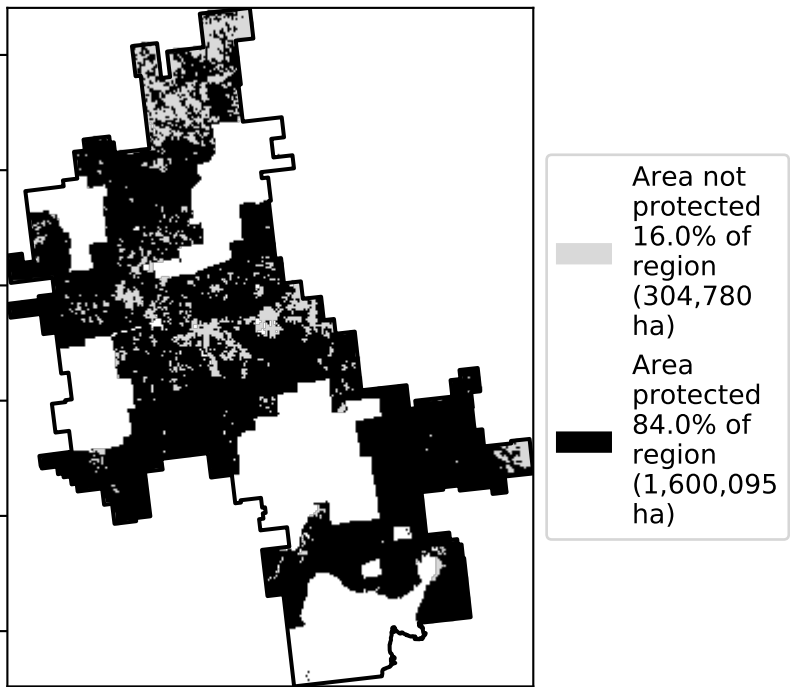 Area not
protected
16.0% of
region
(304,780
ha)
Area
protected
84.0% of
region
(1,600,095
ha)